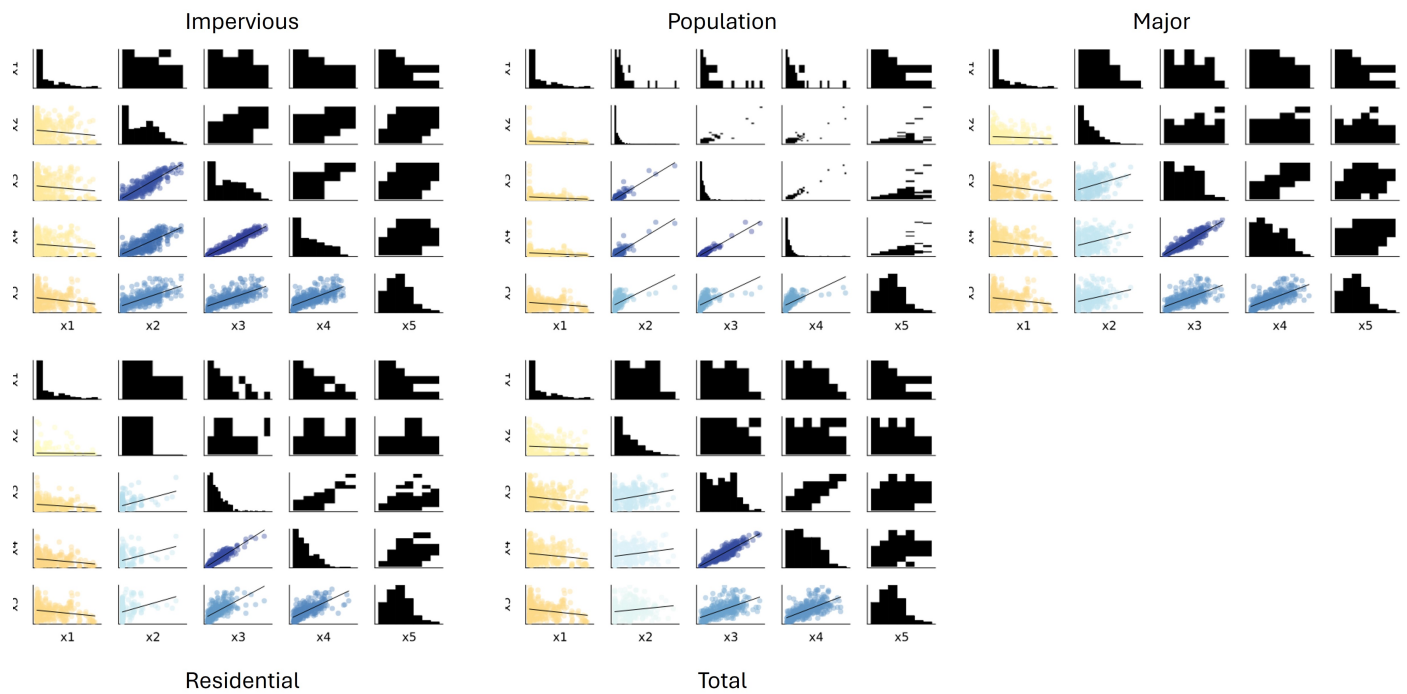 Impervious
Population
Major
x1 x2 x3 x4 x5
x1 x2 x3 x4 x5
x1 x2 x3 x4 x5
x1 x2 x3 x4 x5
x1 x2 x3 x4 x5
Residential
Total